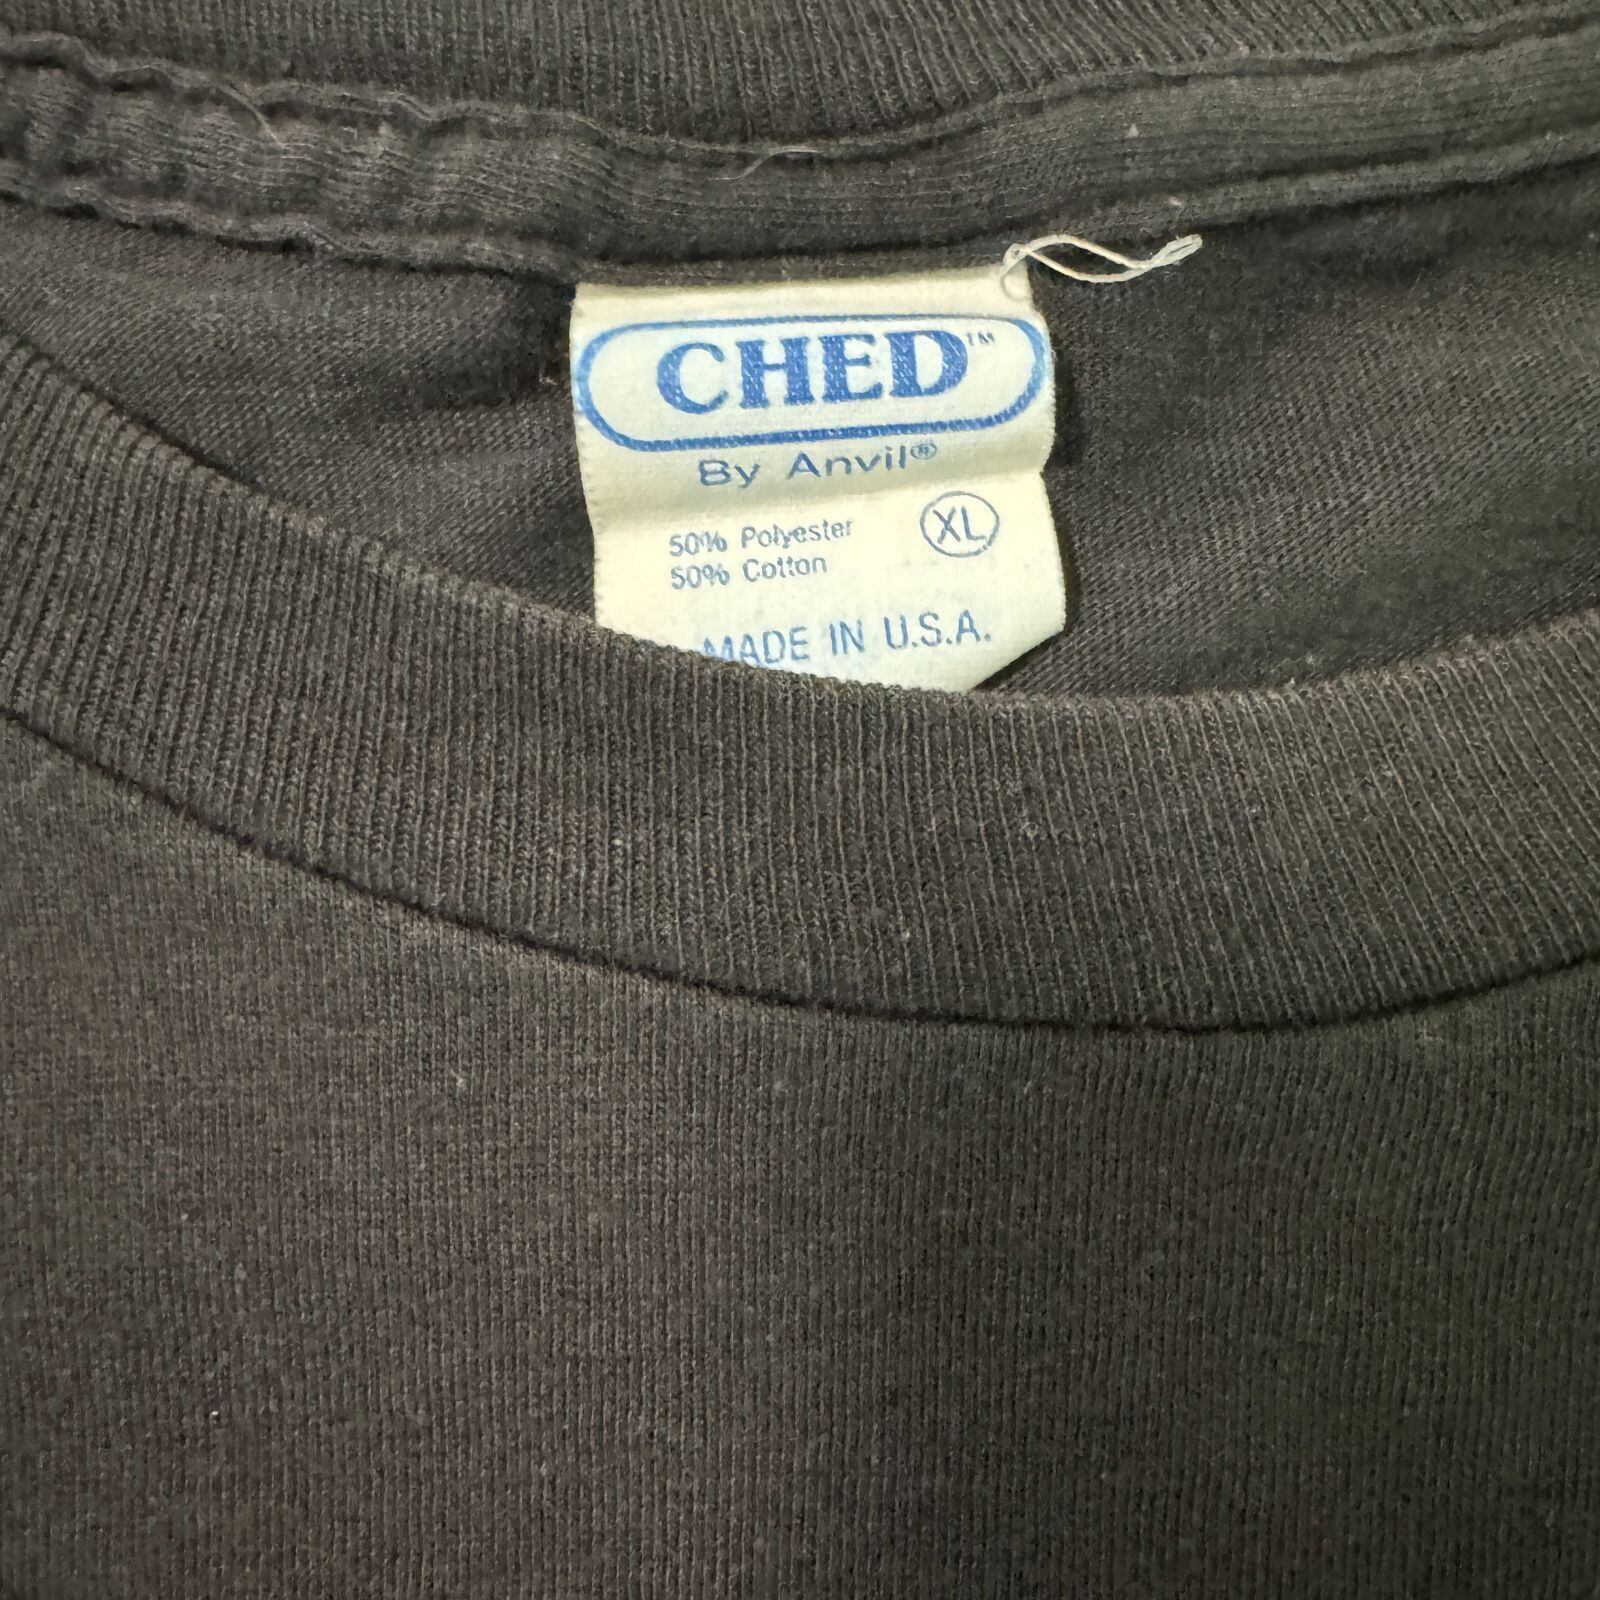 CHED™
By Anvil®
50% Polyester
XL
50% Cotton
MADE IN U.S.A.